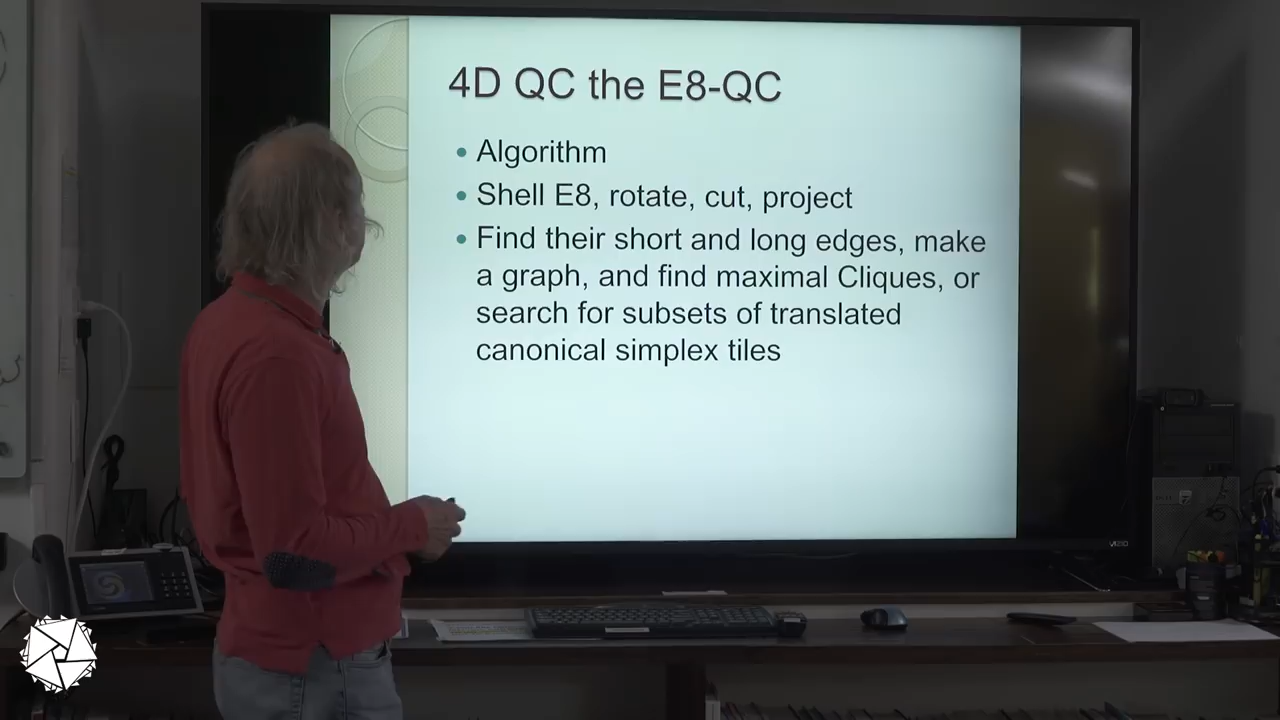 4D QC the E8-QC
Algorithm
Shell E8, rotate, cut, project
Find their short and long edges, make
a graph, and find maximal Cliques, or
search for subsets of translated
canonical simplex tiles
VIZIO